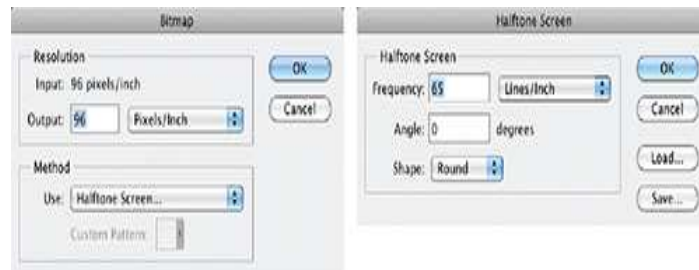 Bitmap
Resolution
Input: 96 pixels/inch
Output: 96 Pixels/Inch
OK
Cancel
Method
Use: Halftone Screen...
Custom Pattern:
Halftone Screen
Halftone Screen
Frequency: 65 Lines/Inch
Angle: 0 degrees
Shape: Round
OK
Cancel
Load...
Save...